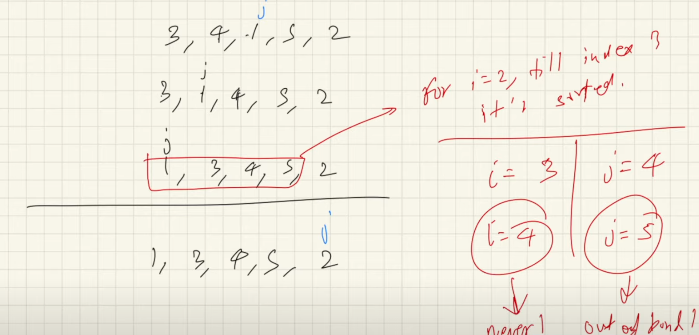 j
3, 4, 1, 5, 2
j
3, 1, 4, 5, 2
j
1, 3, 4, 5, 2
j
1, 3, 4, 5, 2
for i=2, till index 3
it's sorted.
i = 3
j = 4
i = 4
j = 5
never!
out of bond!